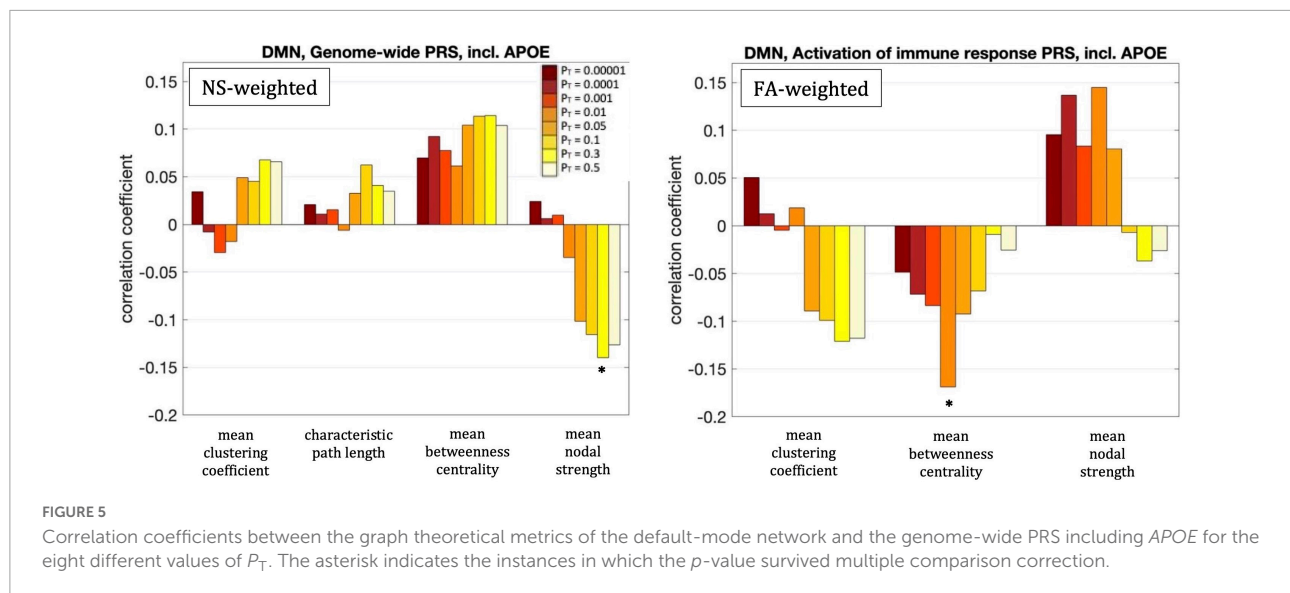 DMN, Genome-wide PRS, incl. APOE
NS-weighted
P_T = 0.00001
P_T = 0.0001
P_T = 0.001
P_T = 0.01
P_T = 0.05
P_T = 0.1
P_T = 0.3
P_T = 0.5
correlation coefficient
0.15
0.1
0.05
0
-0.05
-0.1
-0.15
-0.2
*
mean clustering coefficient
characteristic path length
mean betweenness centrality
mean nodal strength
DMN, Activation of immune response PRS, incl. APOE
FA-weighted
correlation coefficient
0.15
0.1
0.05
0
-0.05
-0.1
-0.15
-0.2
*
mean clustering coefficient
mean betweenness centrality
mean nodal strength
FIGURE 5
Correlation coefficients between the graph theoretical metrics of the default-mode network and the genome-wide PRS including APOE for the
eight different values of P_T. The asterisk indicates the instances in which the p-value survived multiple comparison correction.